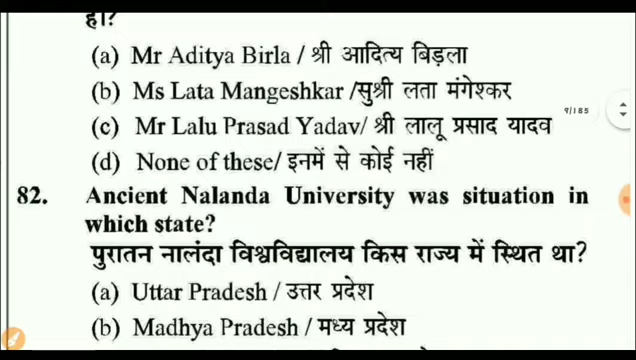 हो?
(a) Mr Aditya Birla / श्री आदित्य बिड़ला
(b) Ms Lata Mangeshkar /सुश्री लता मंगेश्कर
(c) Mr Lalu Prasad Yadav/ श्री लालू प्रसाद यादव
9/185
(d) None of these/ इनमें से कोई नहीं
82. Ancient Nalanda University was situation in
which state?
पुरातन नालंदा विश्वविद्यालय किस राज्य में स्थित था?
(a) Uttar Pradesh / उत्तर प्रदेश
(b) Madhya Pradesh / मध्य प्रदेश